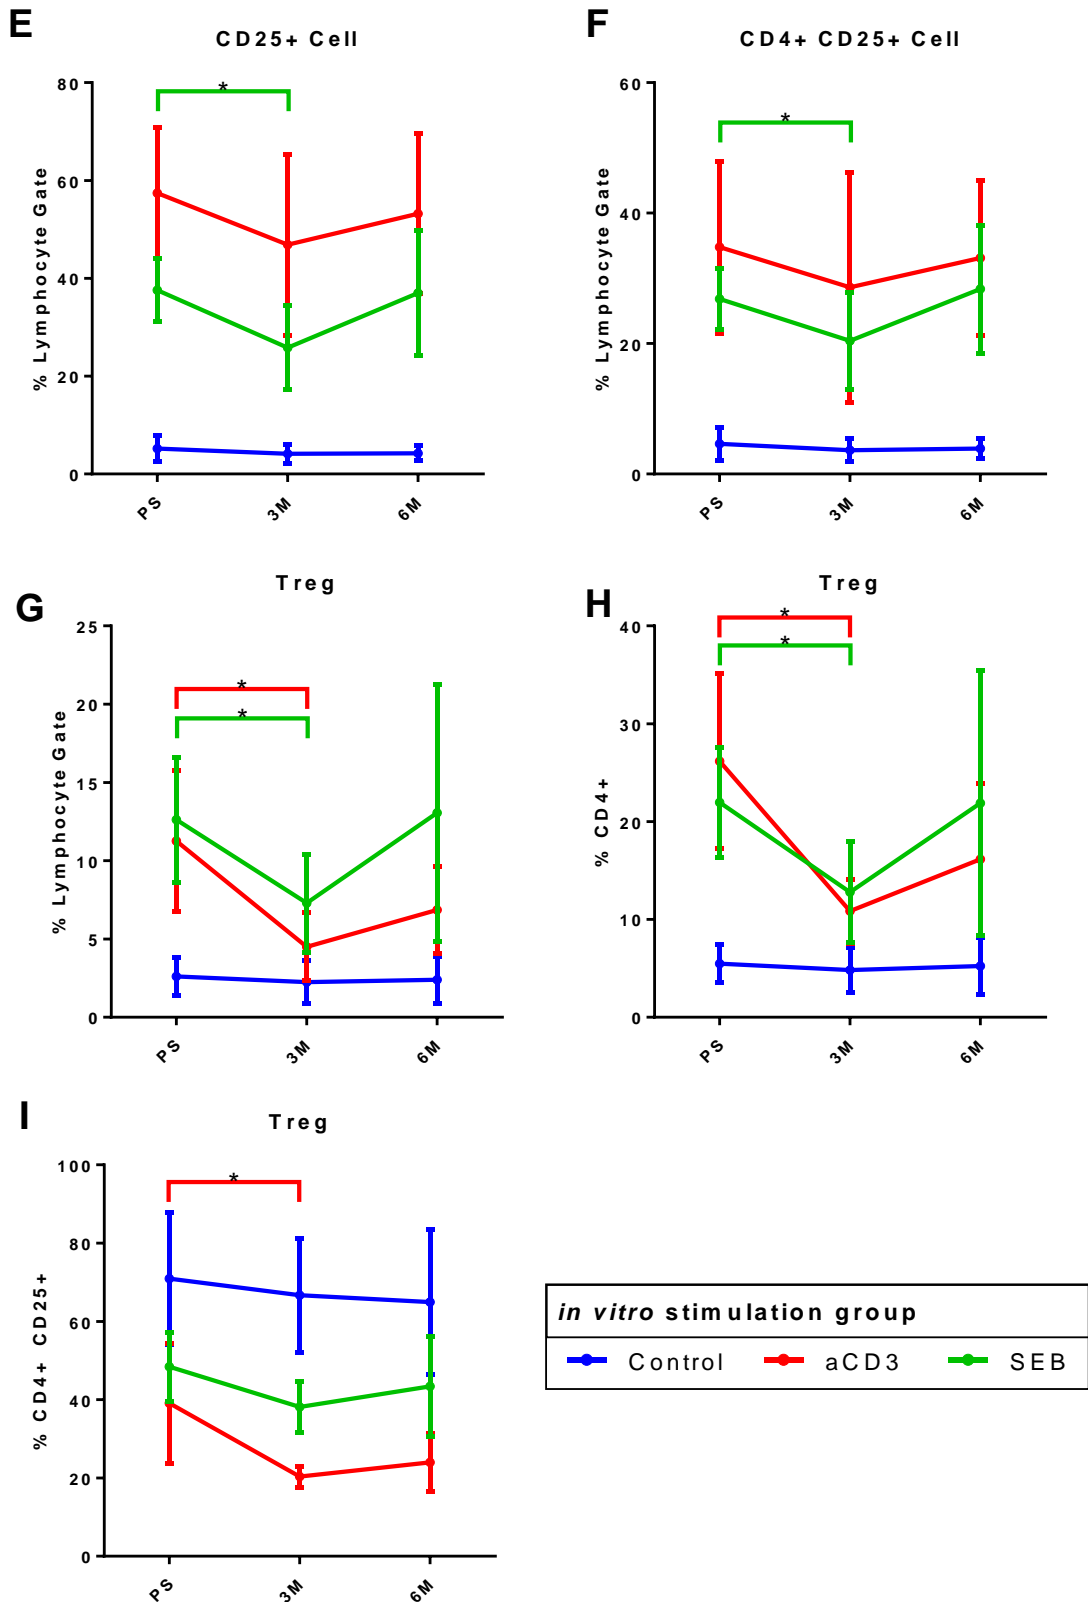 E
CD25+ Cell
% Lymphocyte Gate
80
60
40
20
0
*
PS
3M
6M
F
CD4+ CD25+ Cell
% Lymphocyte Gate
60
40
20
0
*
PS
3M
6M
G
Treg
% Lymphocyte Gate
25
20
15
10
5
0
*
*
PS
3M
6M
H
Treg
% CD4+
40
30
20
10
0
*
*
PS
3M
6M
I
Treg
% CD4+ CD25+
100
80
60
40
20
0
*
PS
3M
6M
in vitro stimulation group
Control aCD3 SEB